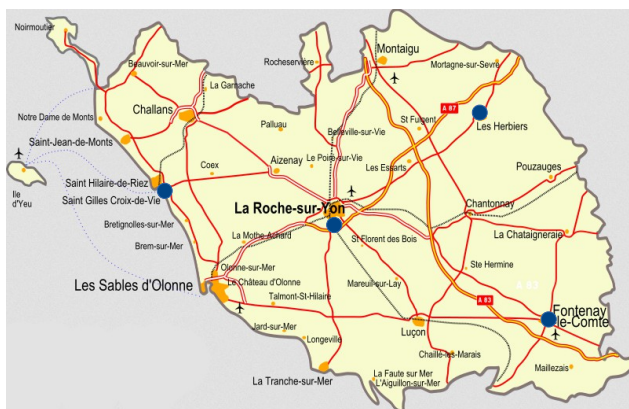 Noirmoutier
Beauvoir-sur-Mer
Rocheservière
Montaigu
Mortagne-sur-Sevre
La Garnache
A 87
Notre Dame de Monts
Challans
Palluau
Belleville-sur-Vie
St Fulgent
Les Herbiers
Saint-Jean-de-Monts
Ile
d'Yeu
Coex
Aizenay
Le Poire-sur-Vie
Les Essarts
Pouzauges
Saint Hilaire-de-Riez
Saint Gilles Croix-de-Vie
La Roche-sur-Yon
Chantonnay
Bretignolles-sur-Mer
Brem-sur-Mer
La Mothe Achard
St Florent des Bois
La Chataigneraie
Olonne-sur-Mer
Le Château d'Olonne
Les Sables d'Olonne
Mareuil-sur-Lay
Ste Hermine
A 83
A 83
Talmont-St-Hilaire
Fontenay
le-Comte
Jard-sur-Mer
Longeville
Luçon
Chaillé-les-Marais
Maillezais
La Tranche-sur-Mer
La Faute sur Mer
L'Aiguillon-sur-Mer